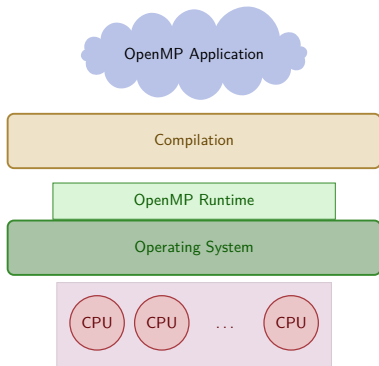 OpenMP Application
Compilation
OpenMP Runtime
Operating System
CPU CPU ... CPU